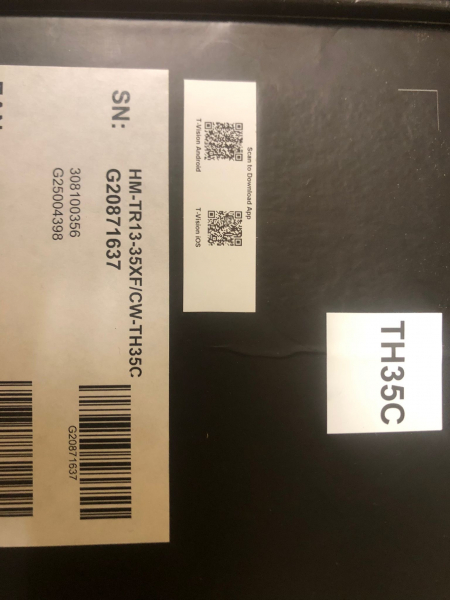 TH35C
Scan to Download App
T-Vision Android
T-Vision iOS
HM-TR13-35XF/CW-TH35C
SN: G20871637
G20871637
308100356
G25004398